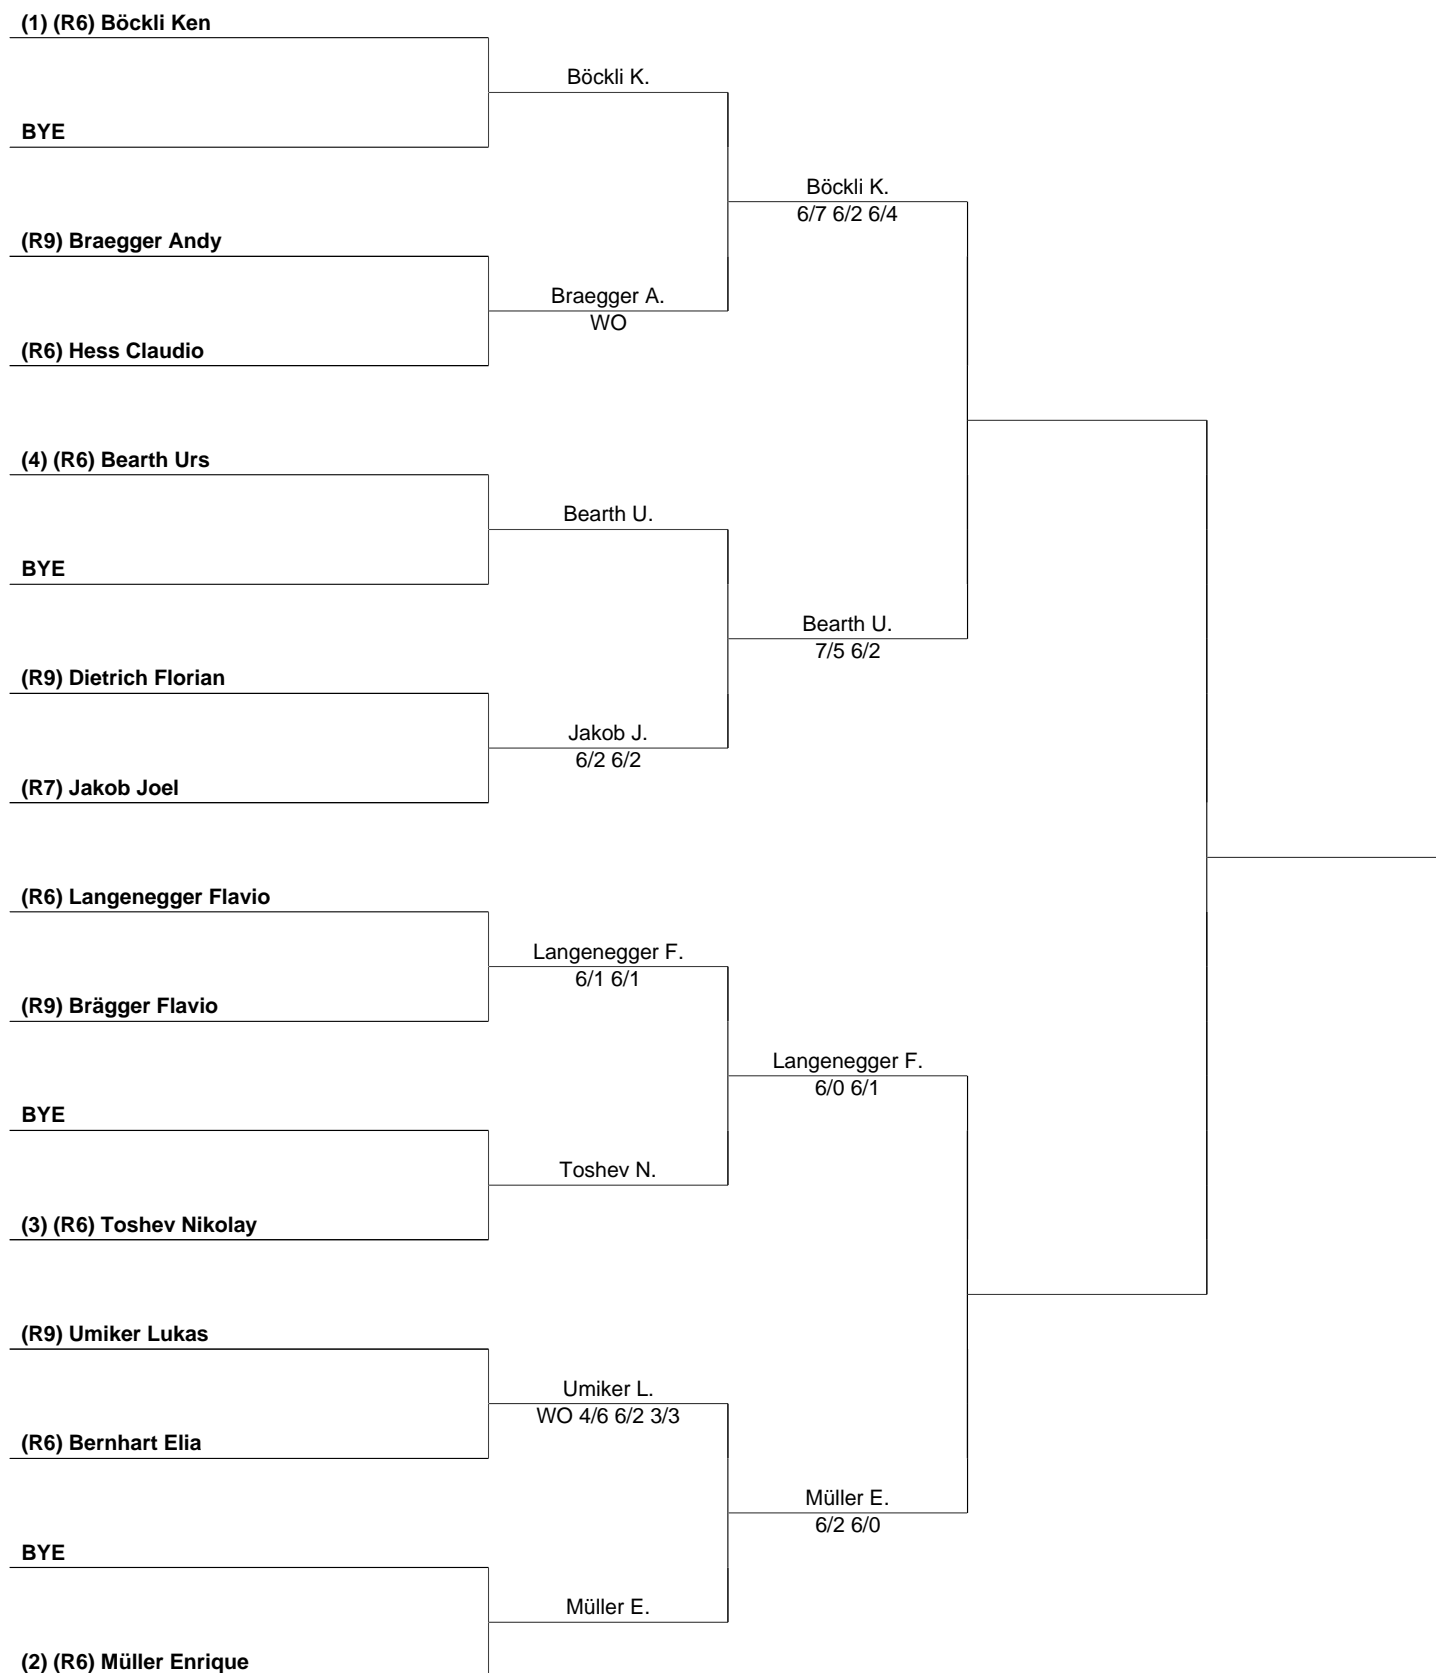 (1) (R6) Böckli Ken
Böckli K.
BYE
Böckli K.
6/7 6/2 6/4
(R9) Braegger Andy
Braegger A.
WO
(R6) Hess Claudio
(4) (R6) Bearth Urs
Bearth U.
BYE
Bearth U.
7/5 6/2
(R9) Dietrich Florian
Jakob J.
6/2 6/2
(R7) Jakob Joel
(R6) Langenegger Flavio
Langenegger F.
6/1 6/1
(R9) Brägger Flavio
Langenegger F.
6/0 6/1
BYE
Toshev N.
(3) (R6) Toshev Nikolay
(R9) Umiker Lukas
Umiker L.
WO 4/6 6/2 3/3
(R6) Bernhart Elia
Müller E.
6/2 6/0
BYE
Müller E.
(2) (R6) Müller Enrique